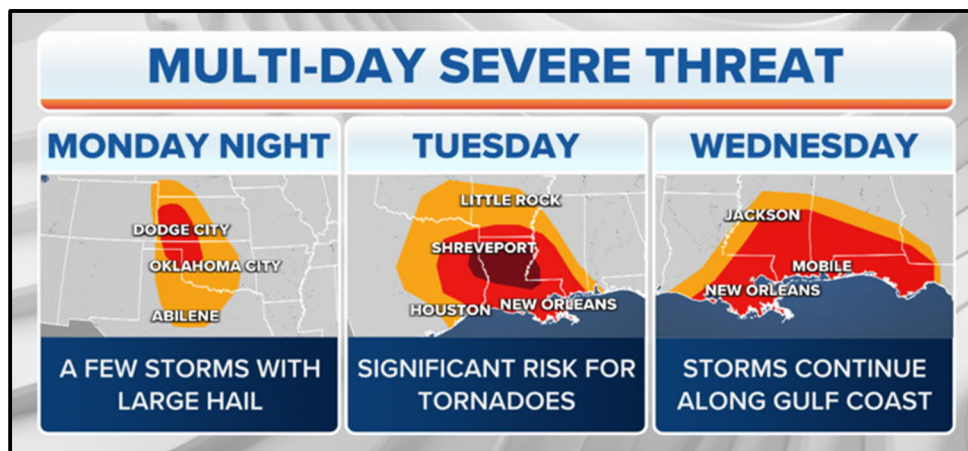 MULTI-DAY SEVERE THREAT
MONDAY NIGHT
DODGE CITY
OKLAHOMA CITY
ABILENE
A FEW STORMS WITH
LARGE HAIL
TUESDAY
LITTLE ROCK
SHREVEPORT
HOUSTON
NEW ORLEANS
SIGNIFICANT RISK FOR
TORNADOES
WEDNESDAY
JACKSON
MOBILE
NEW ORLEANS
STORMS CONTINUE
ALONG GULF COAST